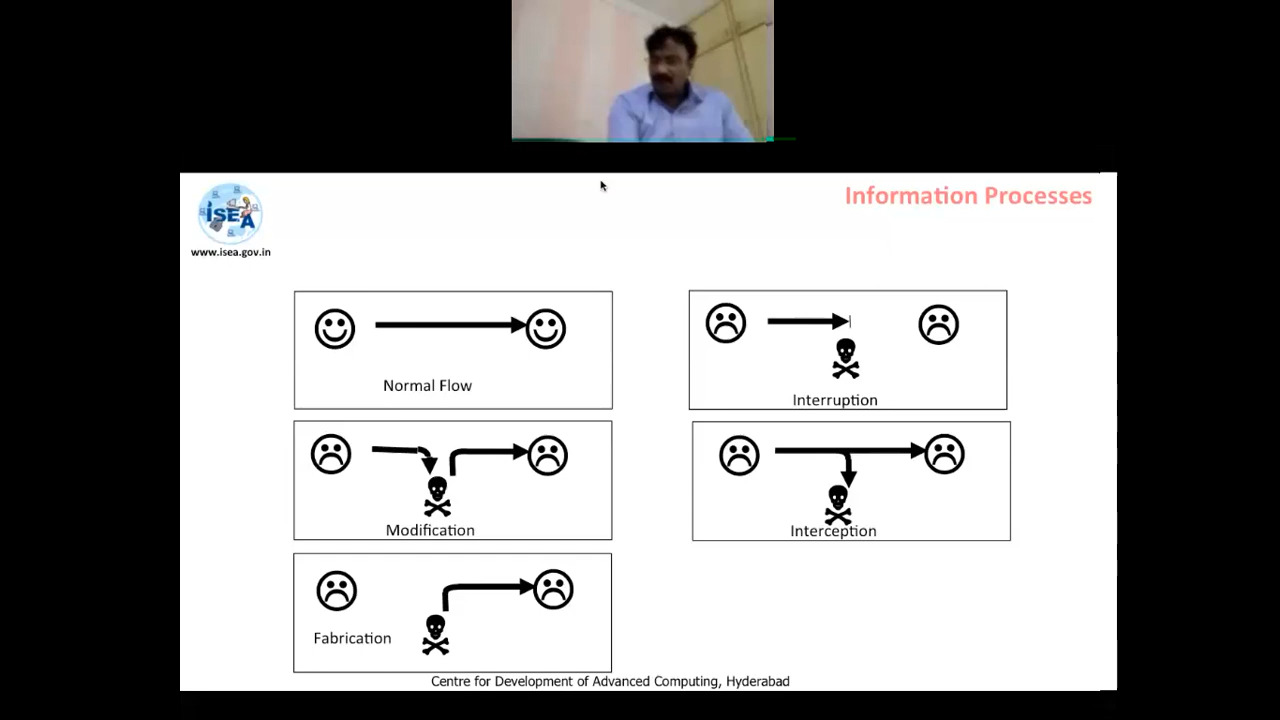 Information Processes
ISEA
www.isea.gov.in
Normal Flow
Interruption
Modification
Interception
Fabrication
Centre for Development of Advanced Computing, Hyderabad